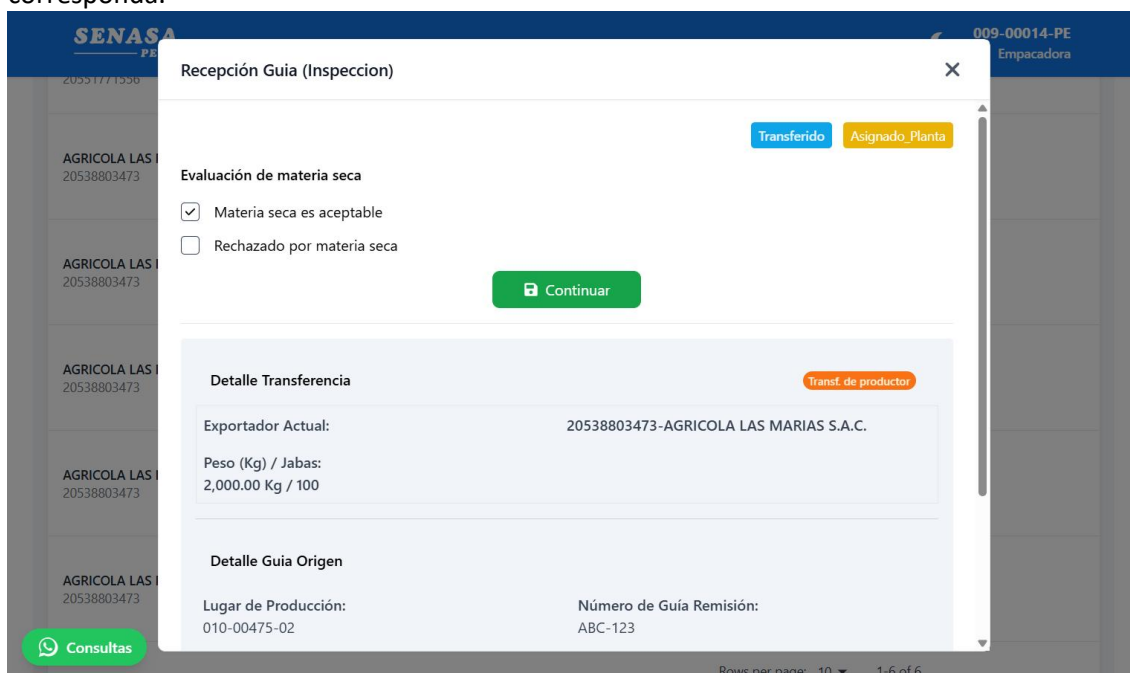 SENASA
PE
009-00014-PE
Empacadora
20551771556
Recepción Guia (Inspeccion)
Transferido Asignado_Planta
AGRICOLA LAS
20538803473
Evaluación de materia seca
Materia seca es aceptable
Rechazado por materia seca
AGRICOLA LAS
20538803473
Continuar
AGRICOLA LAS
20538803473
Detalle Transferencia
Transf. de productor
Exportador Actual: 20538803473-AGRICOLA LAS MARIAS S.A.C.
Peso (Kg) / Jabas:
2,000.00 Kg / 100
AGRICOLA LAS
20538803473
Detalle Guia Origen
AGRICOLA LAS
20538803473
Lugar de Producción: Número de Guía Remisión:
010-00475-02 ABC-123
Consultas
Rows per page: 10 1-6 of 6